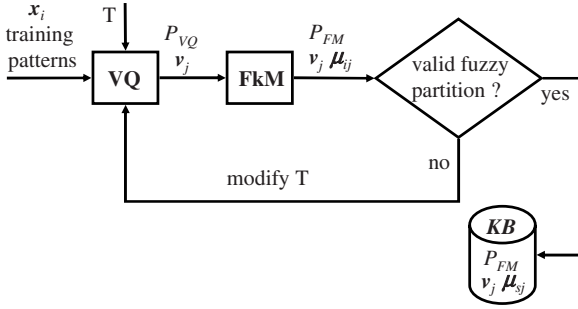 x_i T
training
patterns
P_VQ
v_j
VQ
FkM
P_FM
v_j μ_ij
valid fuzzy
partition ?
yes
no
modify T
KB
P_FM
v_j μ_sj